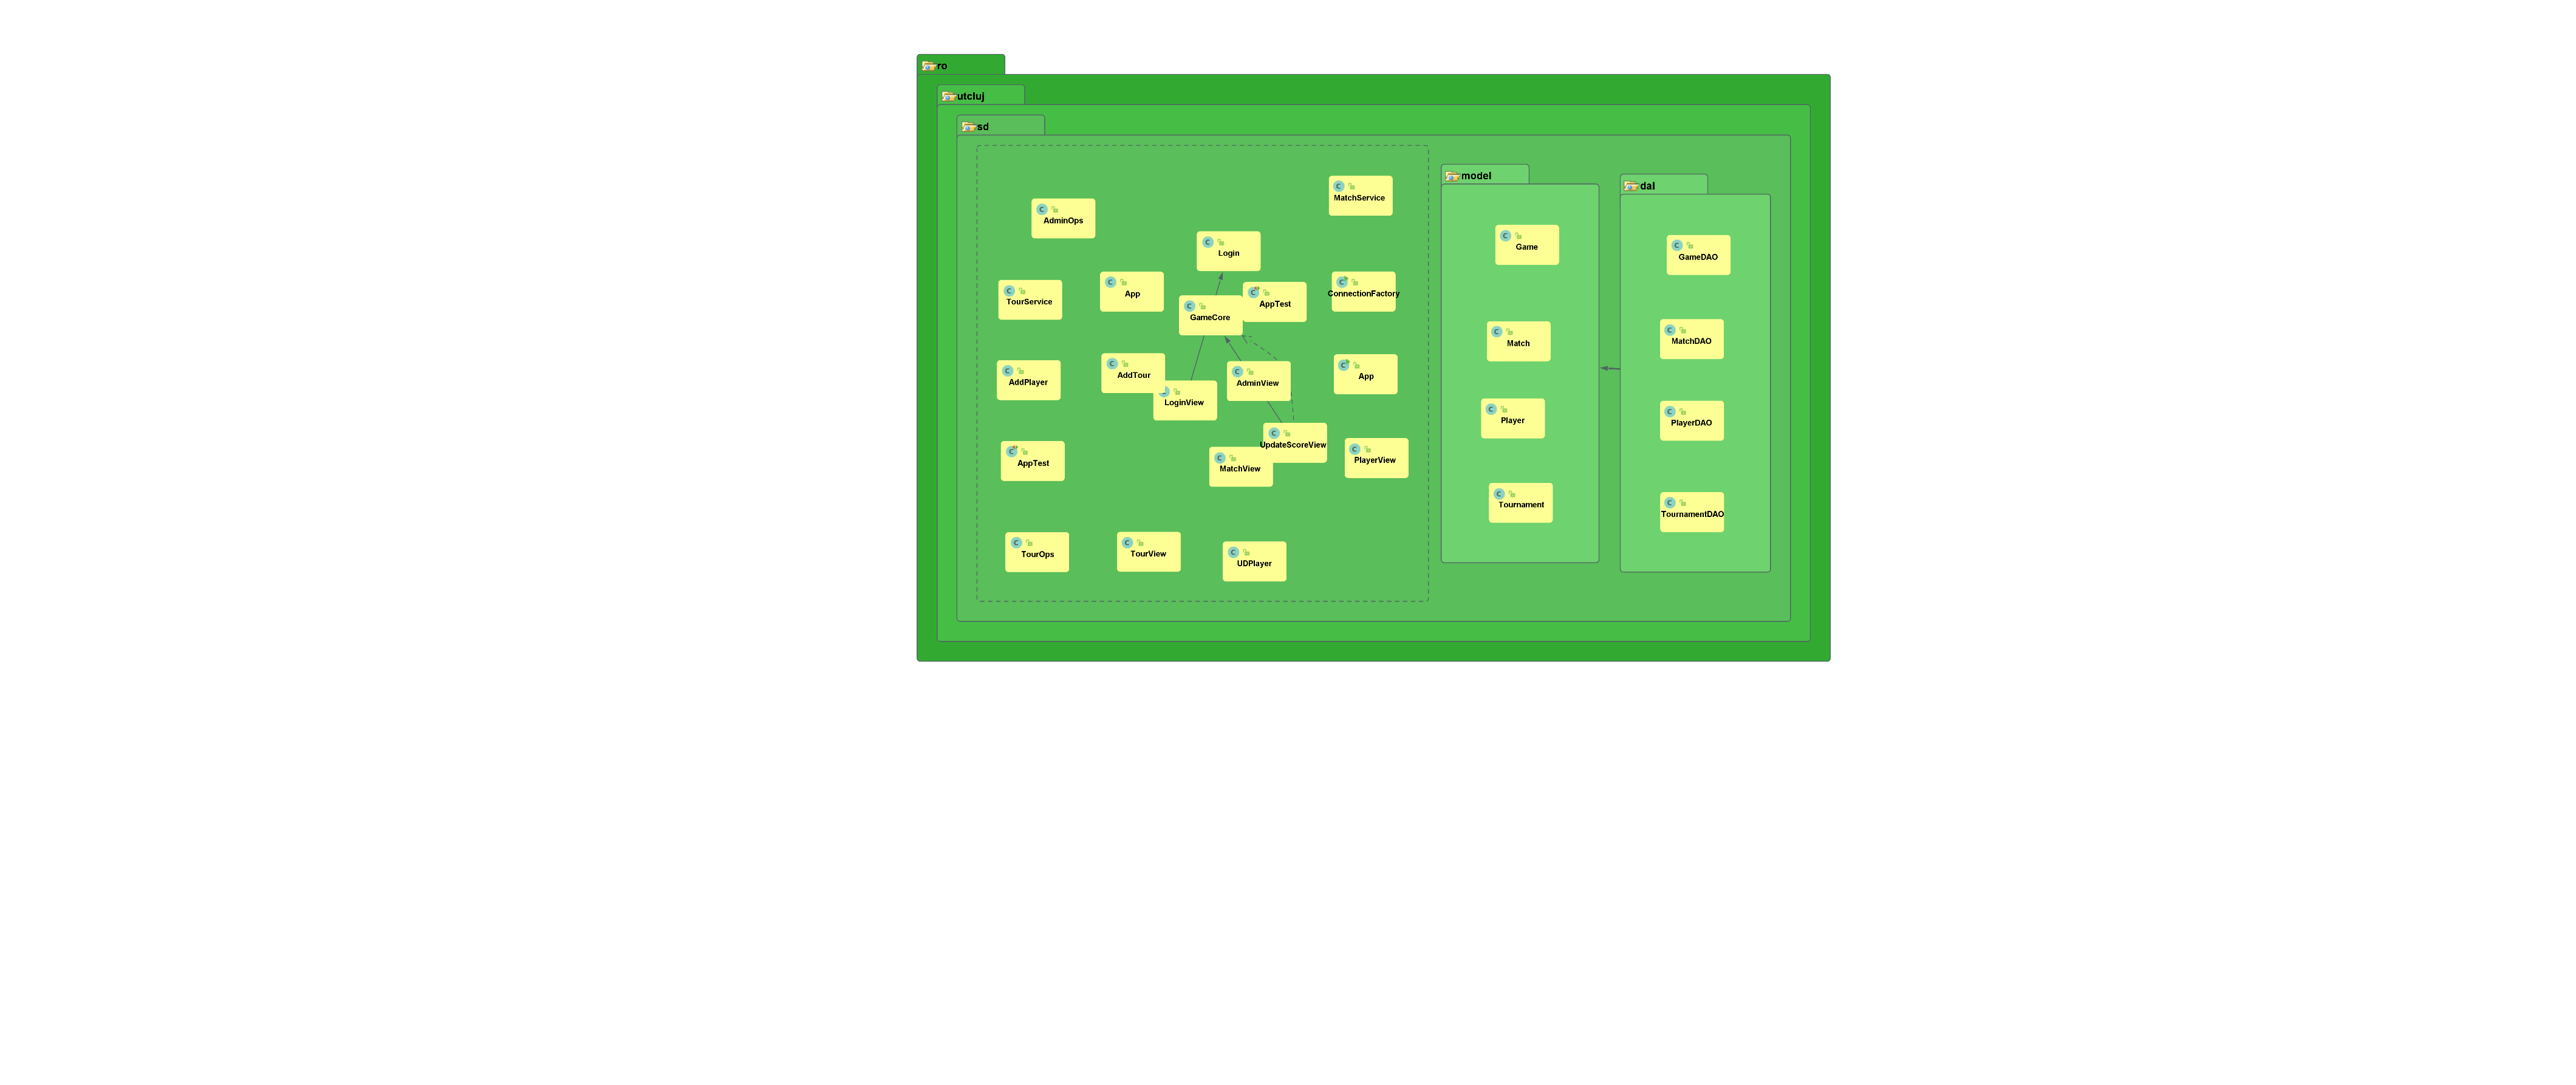 ro
utcluj
sd
model
dal
MatchService
AdminOps
Login
Game
GameDAO
App
ConnectionFactory
TourService
AppTest
GameCore
Match
MatchDAO
AddTour
App
AddPlayer
AdminView
LoginView
Player
PlayerDAO
UpdateScoreView
PlayerView
AppTest
MatchView
Tournament
TournamentDAO
TourOps
TourView
UDPlayer